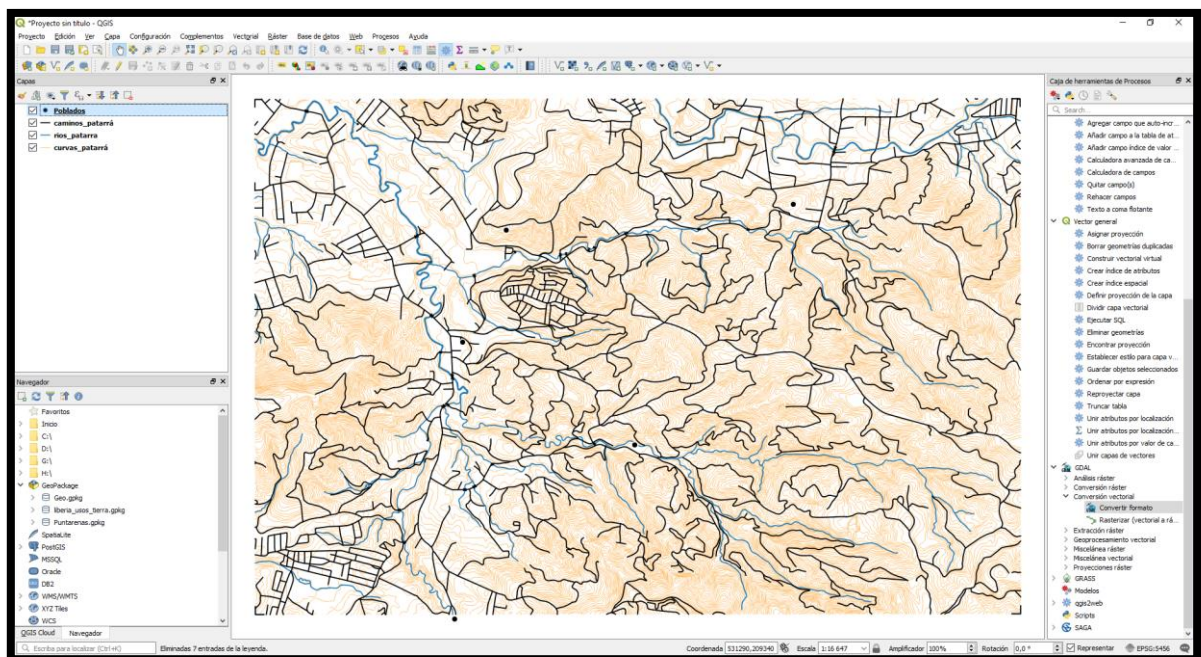 *Proyecto sin título - QGIS
Proyecto Edición Ver Capa Configuración Complementos Vectorial Ráster Base de datos Web Procesos Ayuda
Capas
Poblados
caminos_patarrá
rios_patarra
curvas_patarrá
Navegador
Favoritos
Inicio
C:\
D:\
G:\
H:\
GeoPackage
Geo.gpkg
liberia_usos_tierra.gpkg
Puntarenas.gpkg
SpatiaLite
PostGIS
MSSQL
Oracle
DB2
WMS/WMTS
XYZ Tiles
WCS
QGIS Cloud Navegador
Caja de herramientas de Procesos
Search...
Agregar campo que auto-incr...
Añadir campo a la tabla de at...
Añadir campo índice de valor ...
Calculadora avanzada de ca...
Calculadora de campos
Quitar campo(s)
Rehacer campos
Texto a coma flotante
Vector general
Asignar proyección
Borrar geometrías duplicadas
Construir vectorial virtual
Crear índice de atributos
Crear índice espacial
Definir proyección de la capa
Dividir capa vectorial
Ejecutar SQL
Eliminar geometrías
Encontrar proyección
Establecer estilo para capa v...
Guardar objetos seleccionados
Ordenar por expresión
Reproyectar capa
Truncar tabla
Unir atributos por localización
Unir atributos por localización...
Unir atributos por valor de ca...
Unir capas de vectores
GDAL
Análisis ráster
Conversión ráster
Conversión vectorial
Convertir formato
Rasterizar (vectorial a rá...
Extracción ráster
Geoprocesamiento vectorial
Miscelánea ráster
Miscelánea vectorial
Proyecciones ráster
GRASS
Modelos
qgis2web
Scripts
SAGA
Escriba para localizar (Ctrl+K) Eliminadas 7 entradas de la leyenda. Coordenada 531290,209340 Escala 1:16 647 Amplificador 100% Rotación 0,0 ° Representar EPSG:5456